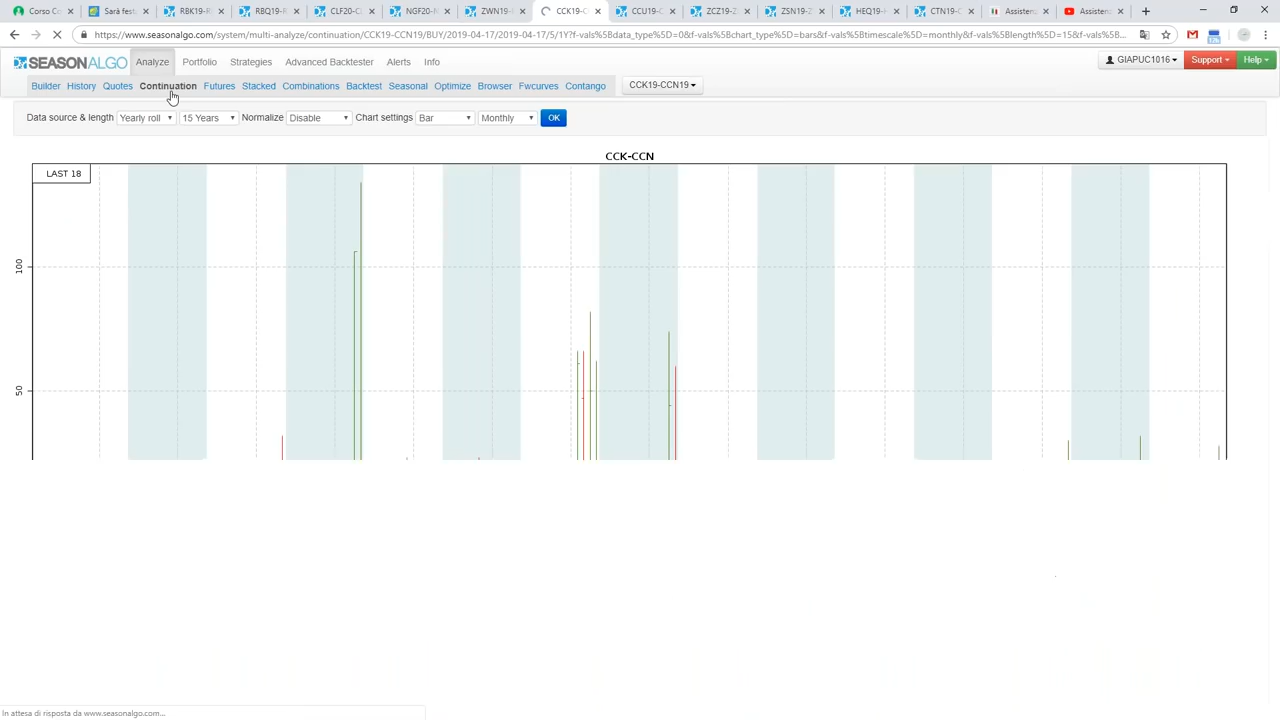 Corso Co
Sarà fest
RBK19-R
RBQ19-R
CLF20-Cl
NGF20-N
ZWN19-
CCK19-C
CCU19-C
ZCZ19-Z
ZSN19-Z
HEQ19-H
CTN19-C
Assisten
Assisten
https://www.seasonalgo.com/system/multi-analyze/continuation/CCK19-CCN19/BUY/2019-04-17/2019-04-17/5/1Y?f-vals%5Bdata_type%5D=0&f-vals%5Bchart_type%5D=bars&f-vals%5Btimescale%5D=monthly&f-vals%5Blength%5D=15&f-vals%5B...
SEASONALGO Analyze Portfolio Strategies Advanced Backtester Alerts Info GIAPUC1016 Support Help
Builder History Quotes Continuation Futures Stacked Combinations Backtest Seasonal Optimize Browser Fwcurves Contango CCK19-CCN19
Data source & length Yearly roll 15 Years Normalize Disable Chart settings Bar Monthly OK
CCK-CCN
LAST 18
100
50
In attesa di risposta da www.seasonalgo.com...